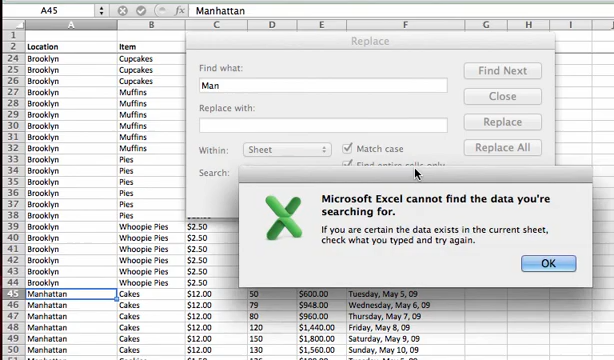 A45 fx Manhattan
A B C D E F G H I J
1
2 Location Item
24 Brooklyn Cupcakes
25 Brooklyn Cupcakes
26 Brooklyn Cupcakes
27 Brooklyn Muffins
28 Brooklyn Muffins
29 Brooklyn Muffins
30 Brooklyn Muffins
31 Brooklyn Muffins
32 Brooklyn Muffins
33 Brooklyn Pies
34 Brooklyn Pies
35 Brooklyn Pies
36 Brooklyn Pies
37 Brooklyn Pies
38 Brooklyn Pies
39 Brooklyn Whoopie Pies $2.50
40 Brooklyn Whoopie Pies $2.50
41 Brooklyn Whoopie Pies $2.50
42 Brooklyn Whoopie Pies $2.50
43 Brooklyn Whoopie Pies $2.50
44 Brooklyn Whoopie Pies $2.50
45 Manhattan Cakes $12.00 50 $600.00 Tuesday, May 5, 09
46 Manhattan Cakes $12.00 79 $948.00 Wednesday, May 6, 09
47 Manhattan Cakes $12.00 80 $960.00 Thursday, May 7, 09
48 Manhattan Cakes $12.00 120 $1,440.00 Friday, May 8, 09
49 Manhattan Cakes $12.00 150 $1,800.00 Saturday, May 9, 09
50 Manhattan Cakes $12.00 130 $1,560.00 Sunday, May 10, 09
Replace
Find what:
Man
Replace with:
Within: Sheet
Search:
Match case
Find entire cells only
Find Next
Close
Replace
Replace All
Microsoft Excel cannot find the data you're
searching for.
If you are certain the data exists in the current sheet,
check what you typed and try again.
OK